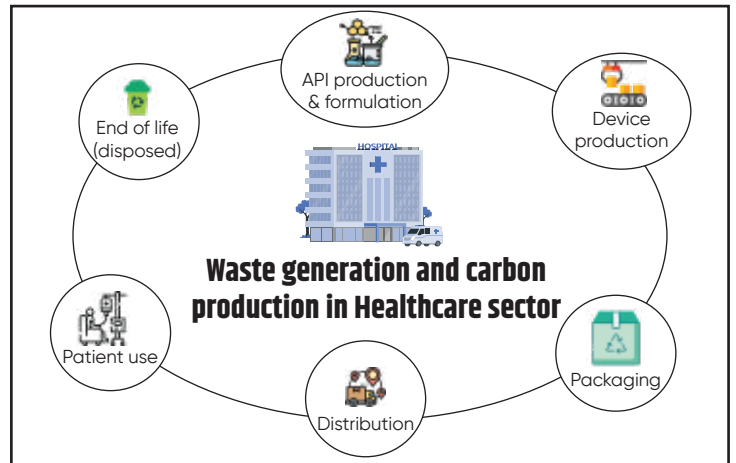 API production
& formulation
End of life
(disposed)
Device
production
HOSPITAL
Waste generation and carbon
production in Healthcare sector
Patient use
Packaging
Distribution